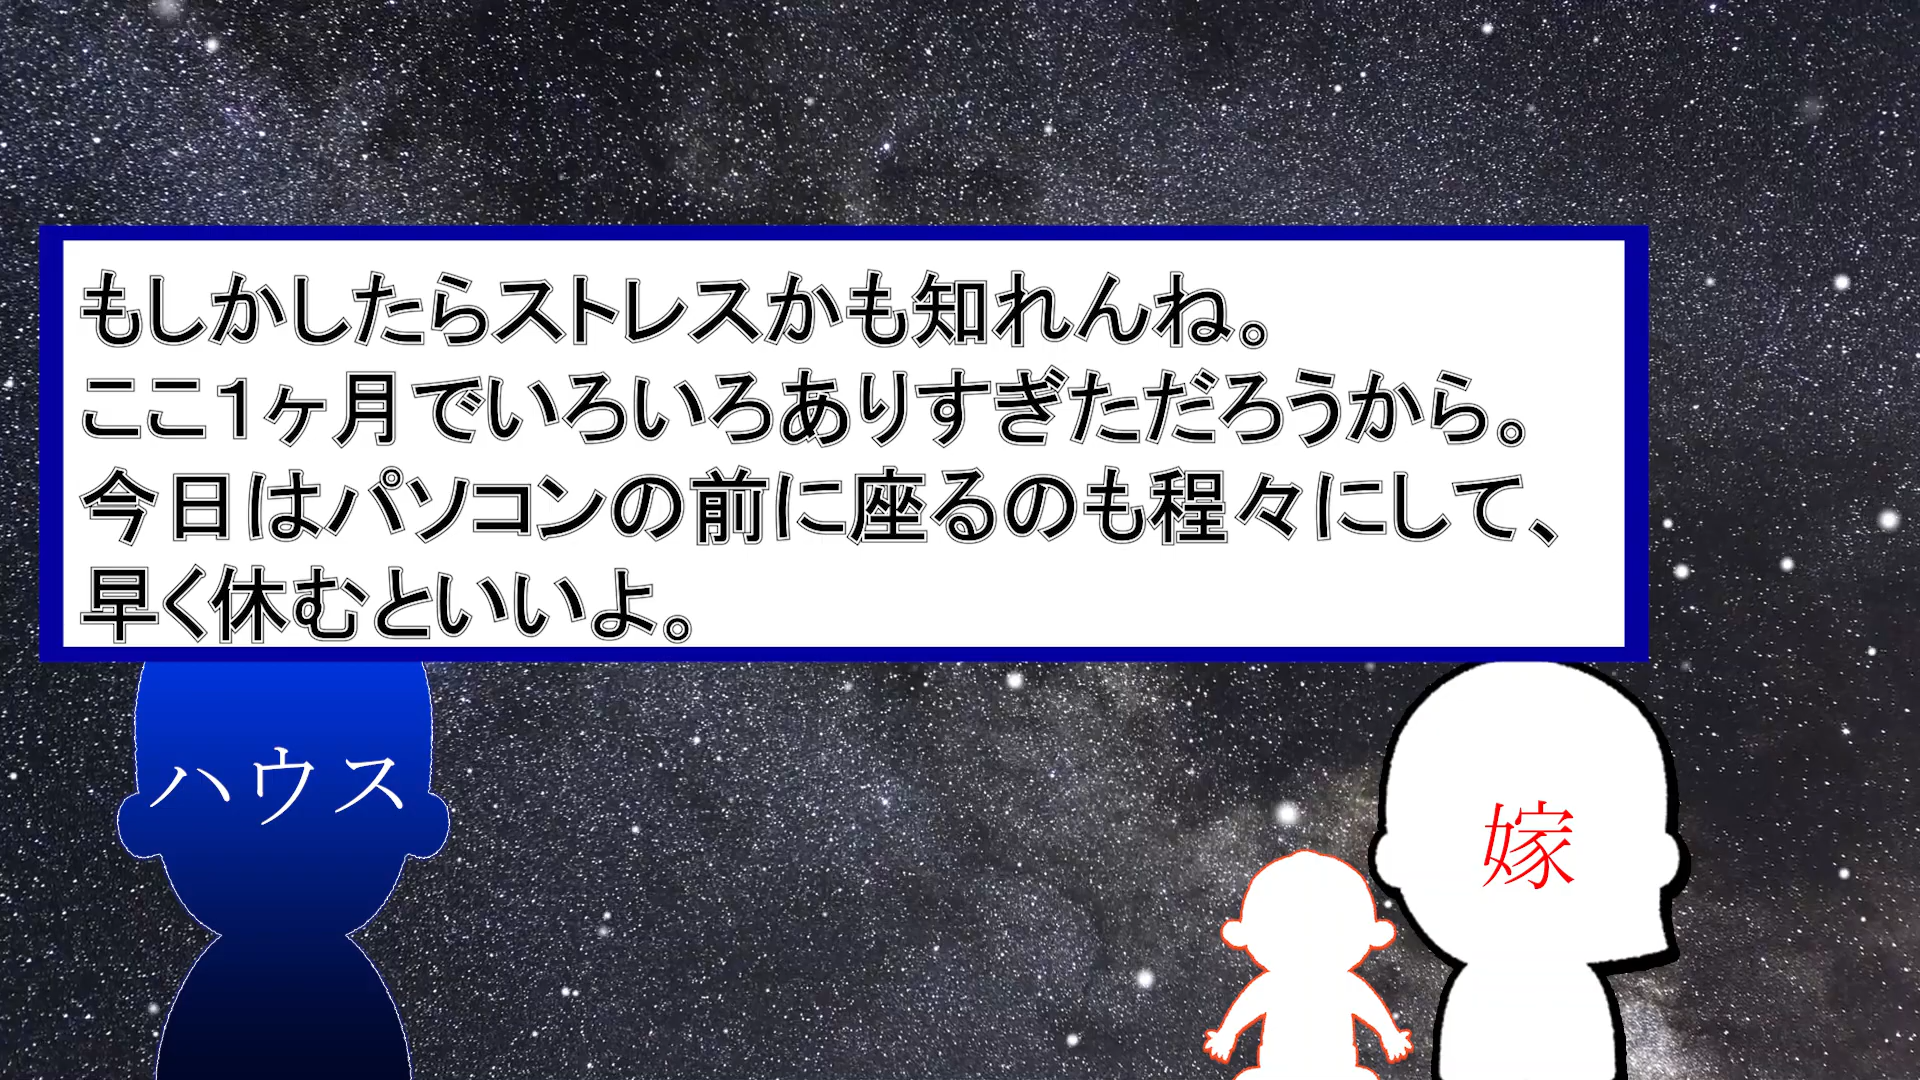 もしかしたらストレスかも知れんね。
ここ1ヶ月でいろいろありすぎただだろうから。
今日はパソコンの前に座るのも程々にして、
早く休むといいよ。
ハウス
嫁